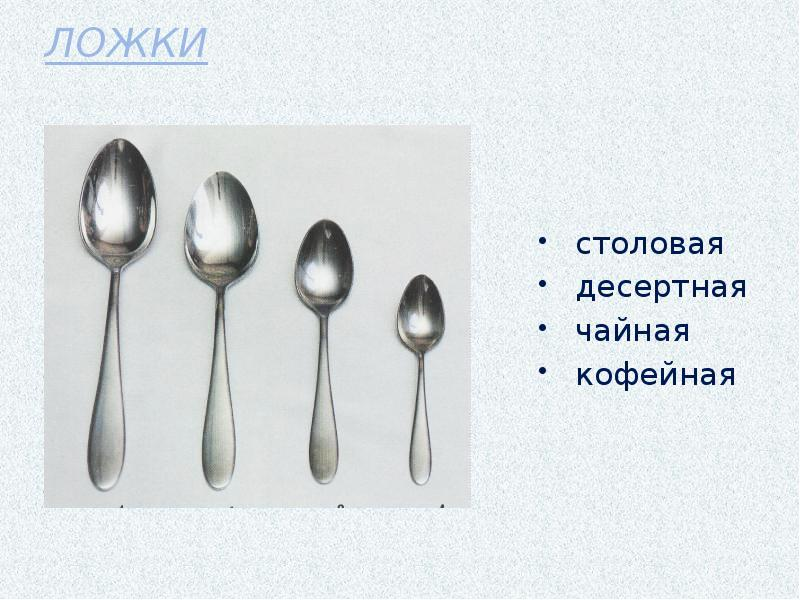 ЛОЖКИ
• столовая
• десертная
• чайная
• кофейная